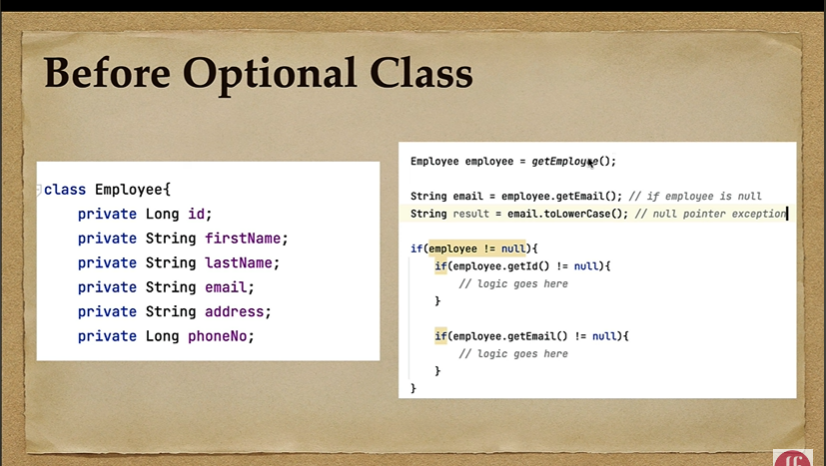 Before Optional Class
class Employee{
private Long id;
private String firstName;
private String lastName;
private String email;
private String address;
private Long phoneNo;
Employee employee = getEmployee();
String email = employee.getEmail(); // if employee is null
String result = email.toLowerCase(); // null pointer exception
if(employee != null){
if(employee.getId() != null){
// logic goes here
}
if(employee.getEmail() != null){
// logic goes here
}
}